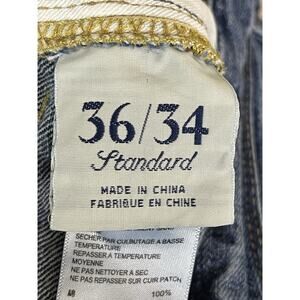 36/34
Standard
MADE IN CHINA
FABRIQUE EN CHINE
SÉCHER PAR CULBUTAGE A BASSE
TEMPERATURE
REPASSER A TEMPERATURE
MOYENNE
NE PAS NETTOYER A SEC
NE PAS REPASSER SUR CUIR PATCH
100%